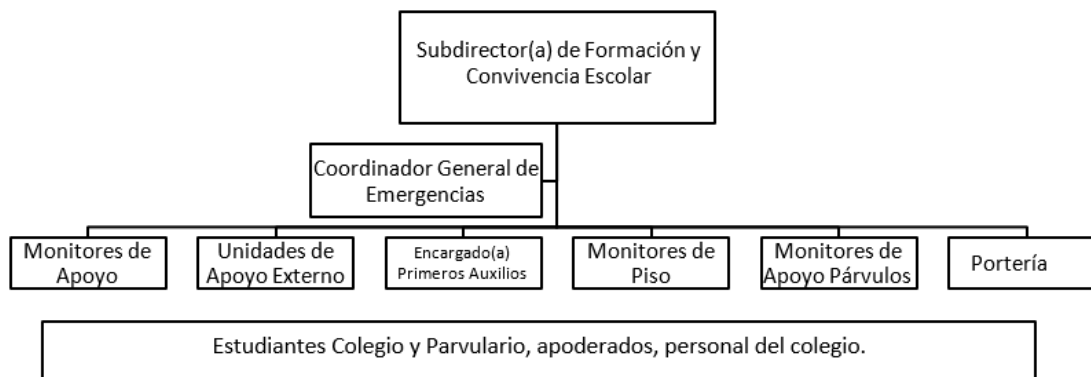 Subdirector(a) de Formación y
Convivencia Escolar
Coordinador General de
Emergencias
Monitores de
Apoyo
Unidades de
Apoyo Externo
Encargado(a)
Primeros Auxilios
Monitores de
Piso
Monitores de
Apoyo Párvulos
Portería
Estudiantes Colegio y Parvulario, apoderados, personal del colegio.